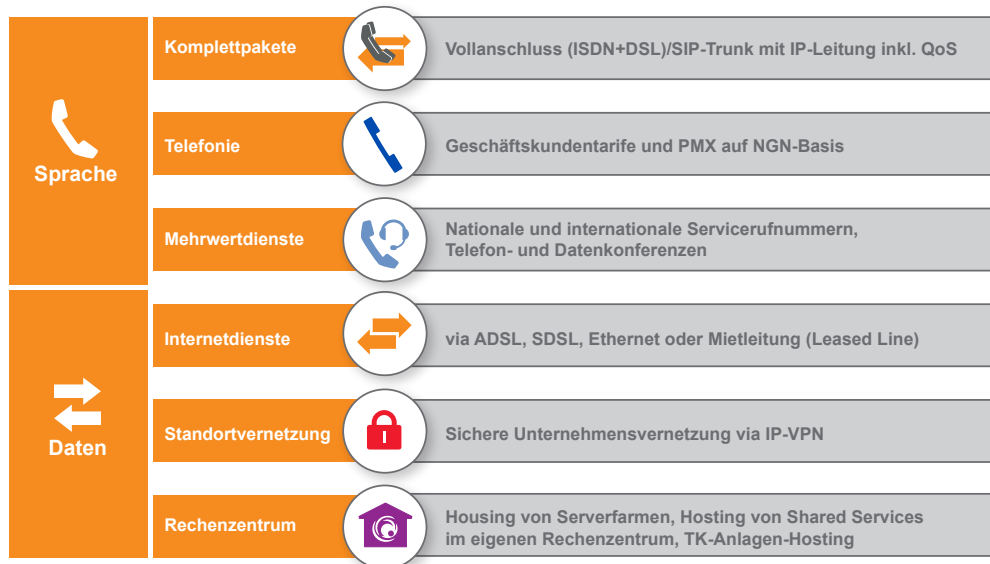 Sprache
Komplettpakete
Vollanschluss (ISDN+DSL)/SIP-Trunk mit IP-Leitung inkl. QoS
Telefonie
Geschäftskundentarife und PMX auf NGN-Basis
Mehrwertdienste
Nationale und internationale Servicerufnummern,
Telefon- und Datenkonferenzen
Daten
Internetdienste
via ADSL, SDSL, Ethernet oder Mietleitung (Leased Line)
Standortvernetzung
Sichere Unternehmensvernetzung via IP-VPN
Rechenzentrum
Housing von Serverfarmen, Hosting von Shared Services
im eigenen Rechenzentrum, TK-Anlagen-Hosting